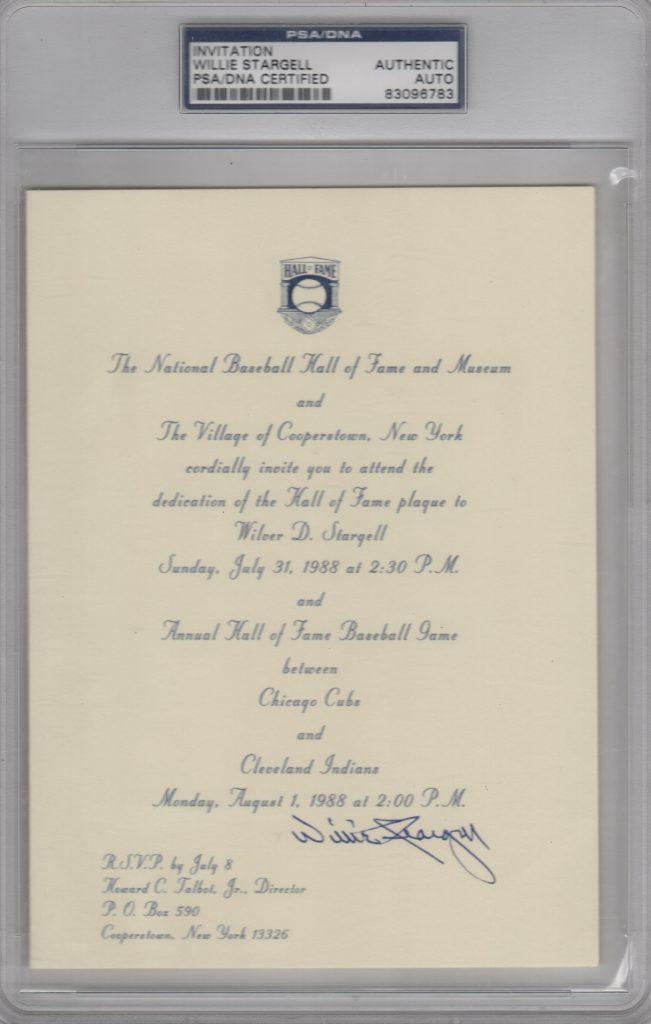 PSA/DNA
INVITATION
WILLIE STARGELL AUTHENTIC
PSA/DNA CERTIFIED AUTO
83096783
HALL OF FAME
The National Baseball Hall of Fame and Museum
and
The Village of Cooperstown, New York
cordially invite you to attend the
dedication of the Hall of Fame plaque to
Wilver D. Stargell
Sunday, July 31, 1988 at 2:30 P.M.
and
Annual Hall of Fame Baseball Game
between
Chicago Cubs
and
Cleveland Indians
Monday, August 1, 1988 at 2:00 P.M.
Willie Stargell
R.S.V.P. by July 8
Howard C. Talbot, Jr., Director
P. O. Box 590
Cooperstown, New York 13326